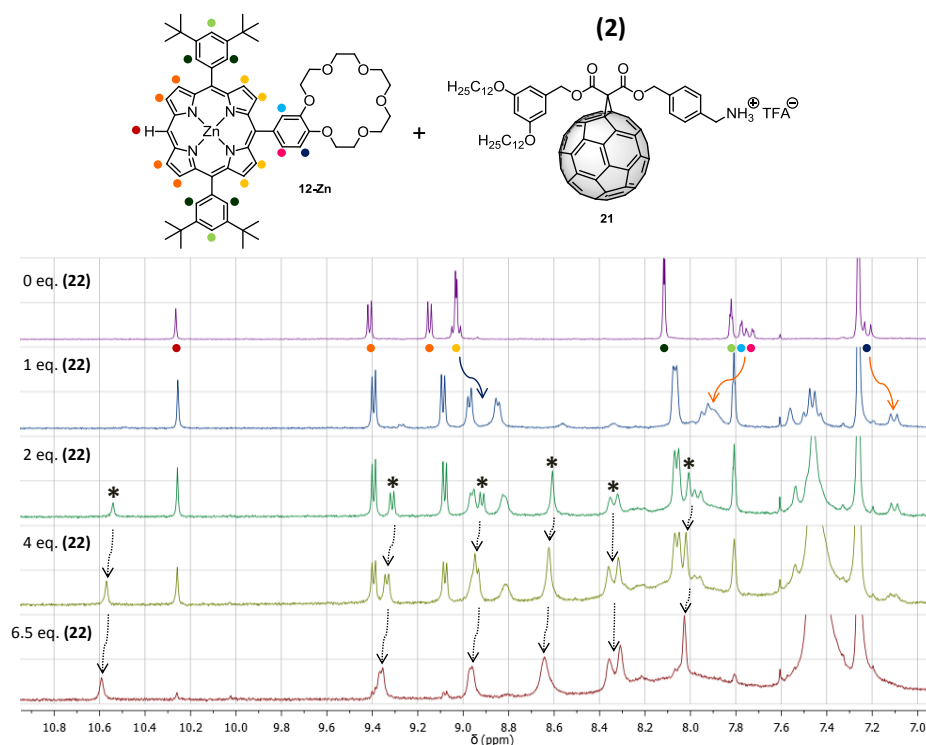 (2)
O
O
O
O
O
O
H
N
N
N
N
Zn
12-Zn
+
H25C12O
O
H25C12
O
O
O
O
NH3+ TFA−
21
0 eq. (22)
1 eq. (22)
2 eq. (22)
*
*
*
*
*
*
4 eq. (22)
6.5 eq. (22)
10.8 10.6 10.4 10.2 10.0 9.8 9.6 9.4 9.2 9.0 8.8 8.6 8.4 8.2 8.0 7.8 7.6 7.4 7.2 7.0
δ (ppm)